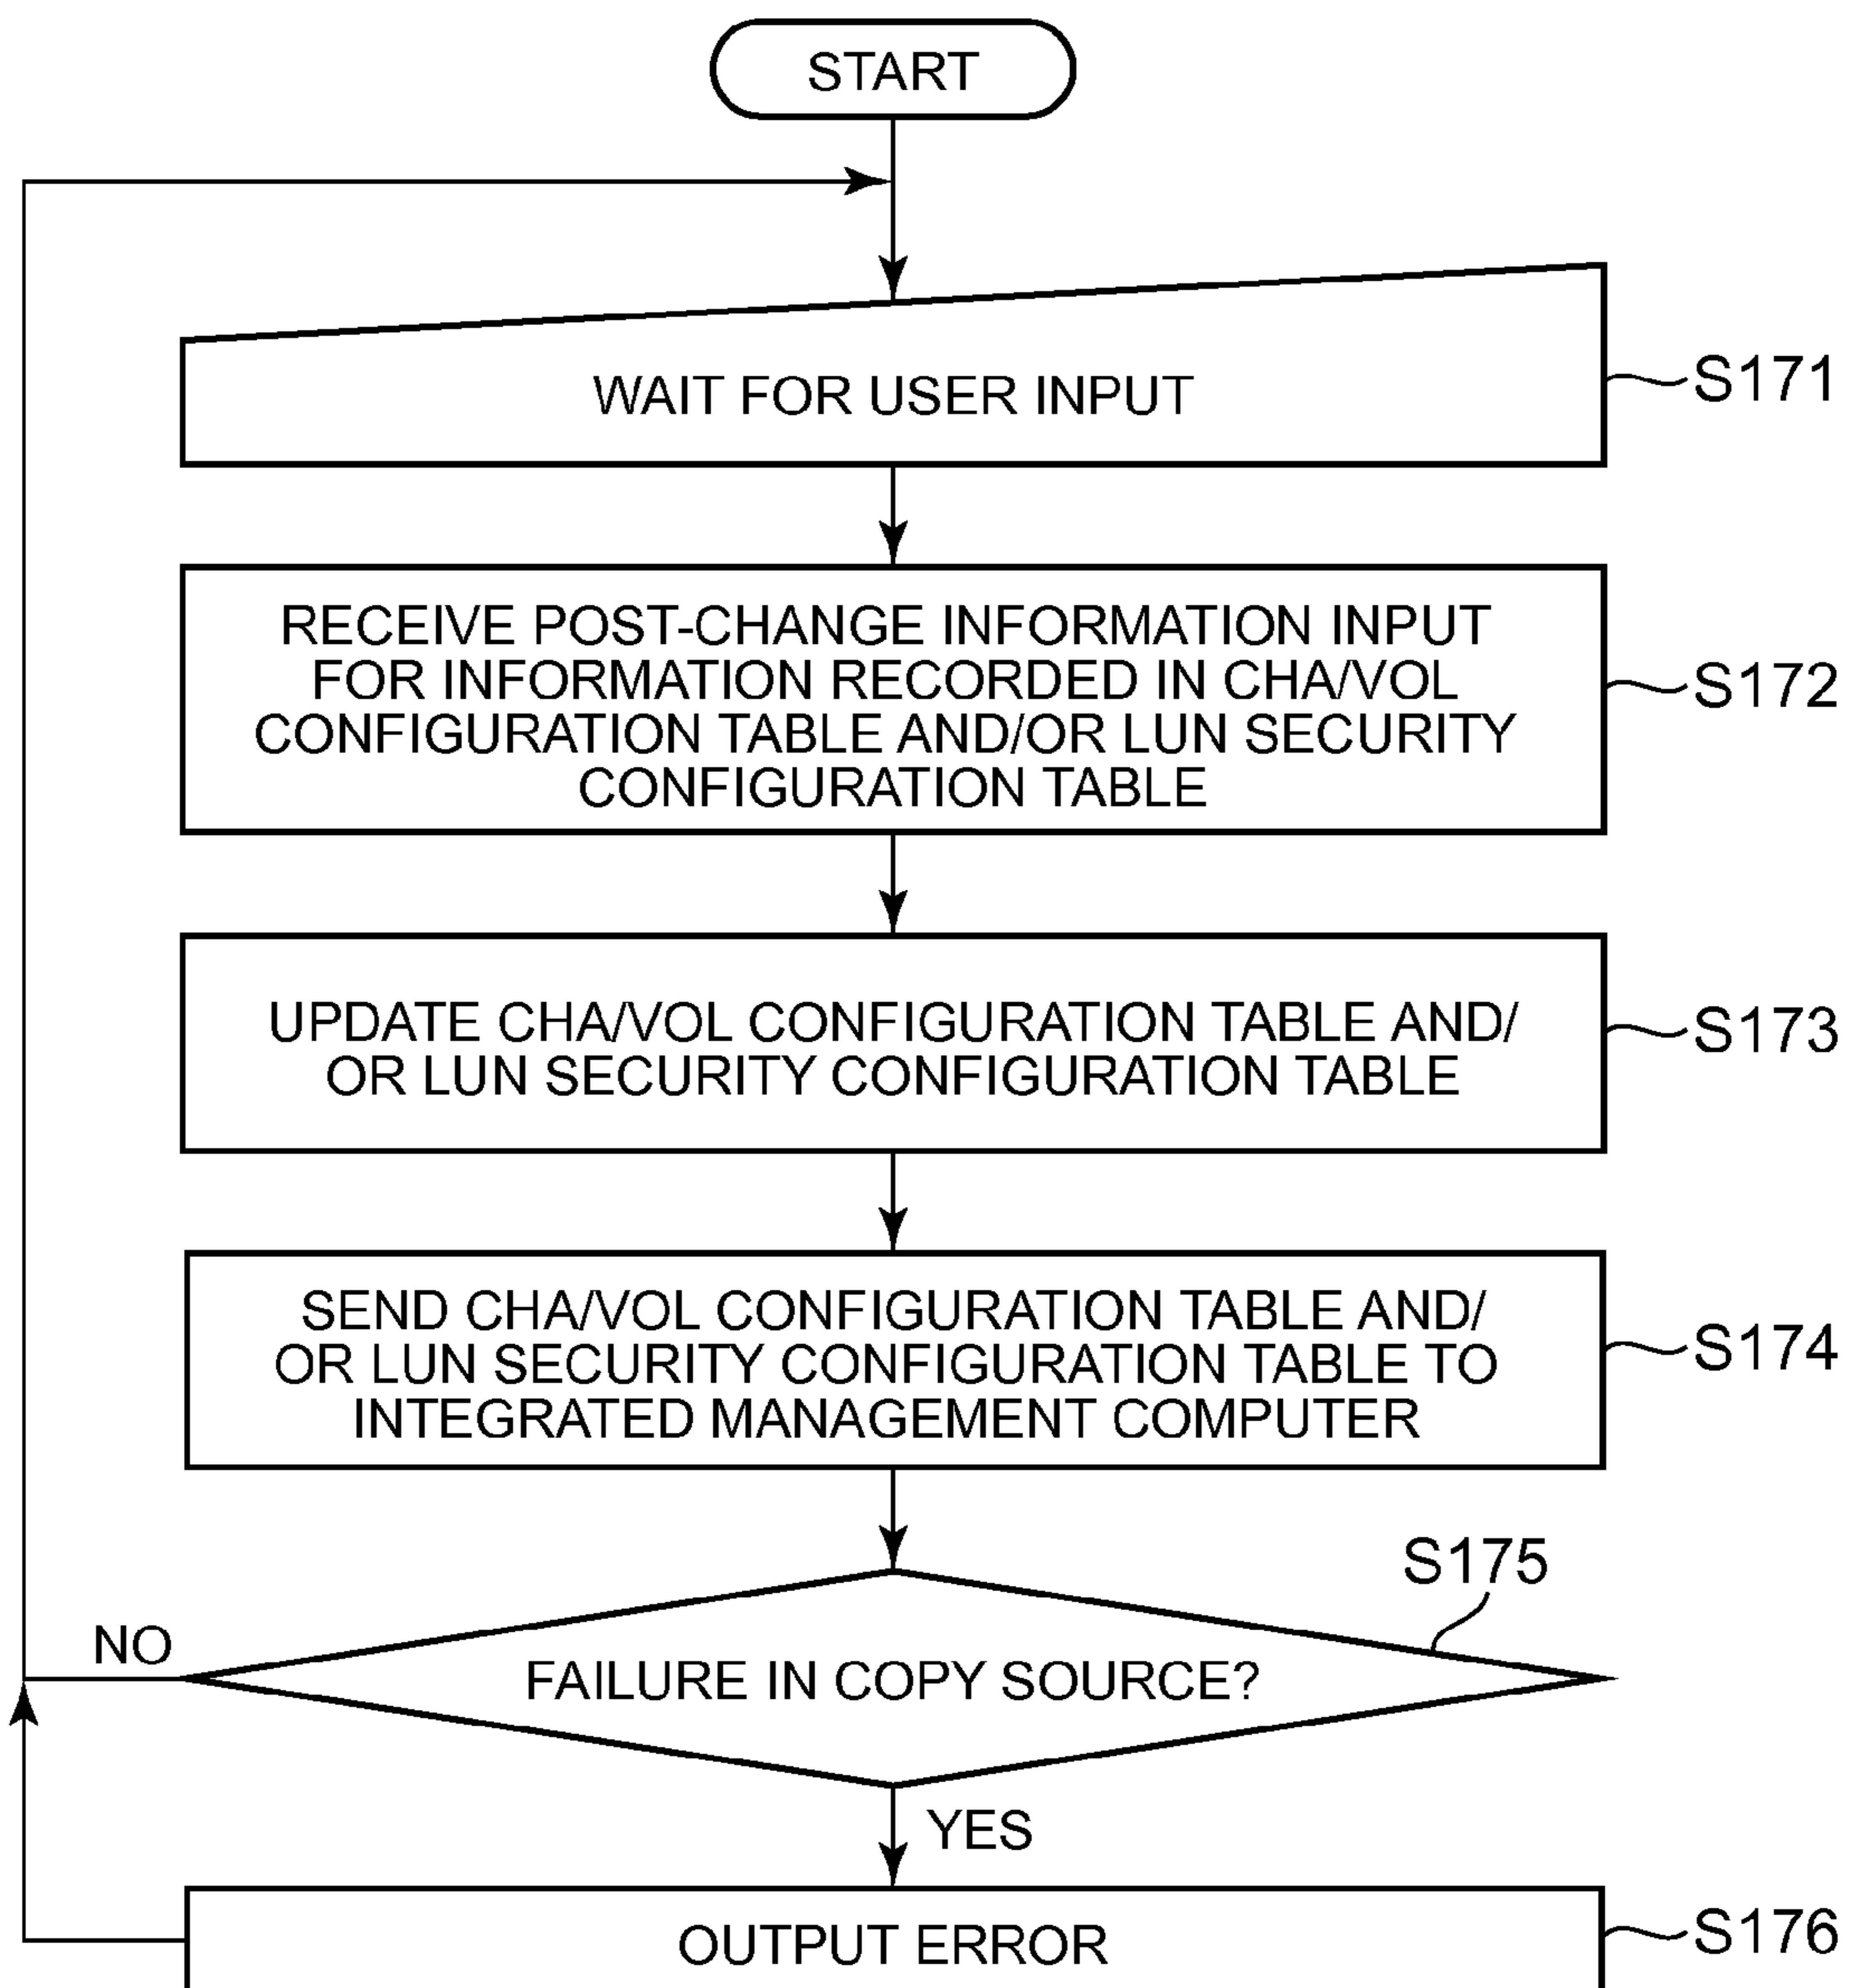 START
WAIT FOR USER INPUT
S171
RECEIVE POST-CHANGE INFORMATION INPUT
FOR INFORMATION RECORDED IN CHA/VOL
CONFIGURATION TABLE AND/OR LUN SECURITY
CONFIGURATION TABLE
S172
UPDATE CHA/VOL CONFIGURATION TABLE AND/
OR LUN SECURITY CONFIGURATION TABLE
S173
SEND CHA/VOL CONFIGURATION TABLE AND/
OR LUN SECURITY CONFIGURATION TABLE TO
INTEGRATED MANAGEMENT COMPUTER
S174
S175
NO
FAILURE IN COPY SOURCE?
YES
OUTPUT ERROR
S176